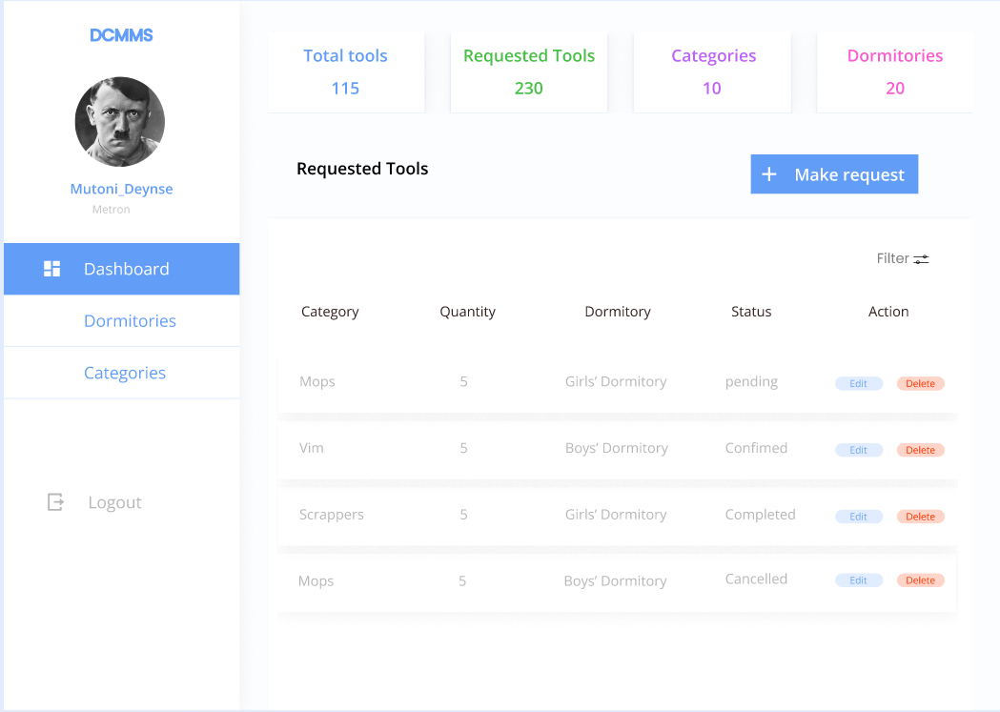 DCMMS
Mutoni_Deynse
Metron
Dashboard
Dormitories
Categories
Logout
Total tools
115
Requested Tools
230
Categories
10
Dormitories
20
Requested Tools
+ Make request
Filter
Category Quantity Dormitory Status Action
Mops 5 Girls’ Dormitory pending Edit Delete
Vim 5 Boys’ Dormitory Confimed Edit Delete
Scrappers 5 Girls’ Dormitory Completed Edit Delete
Mops 5 Boys’ Dormitory Cancelled Edit Delete